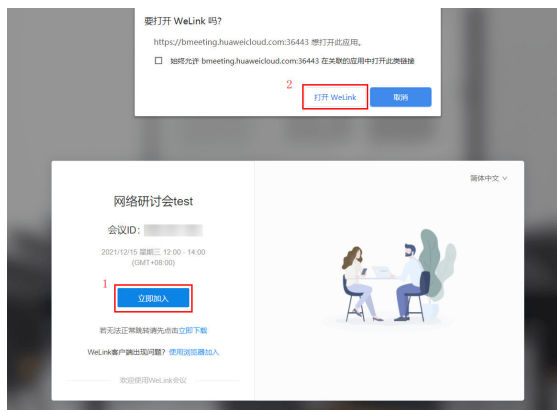 要打开 WeLink 吗?
https://bmeeting.huaweicloud.com:36443 想打开此应用。
始终允许 bmeeting.huaweicloud.com:36443 在关联的应用中打开此类链接
2
打开 WeLink
取消
简体中文
网络研讨会test
会议ID:
2021/12/15 星期三 12:00 - 14:00
(GMT+08:00)
1
立即加入
若无法正常跳转请先点击立即下载
WeLink客户端出现问题? 使用浏览器加入
欢迎使用WeLink会议